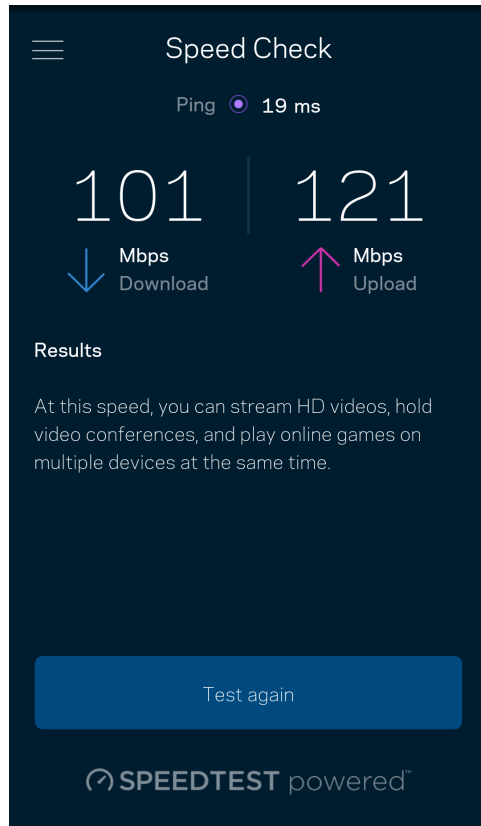 Speed Check
Ping 19 ms
101 121
Mbps Mbps
Download Upload
Results
At this speed, you can stream HD videos, hold
video conferences, and play online games on
multiple devices at the same time.
Test again
SPEEDTEST powered™